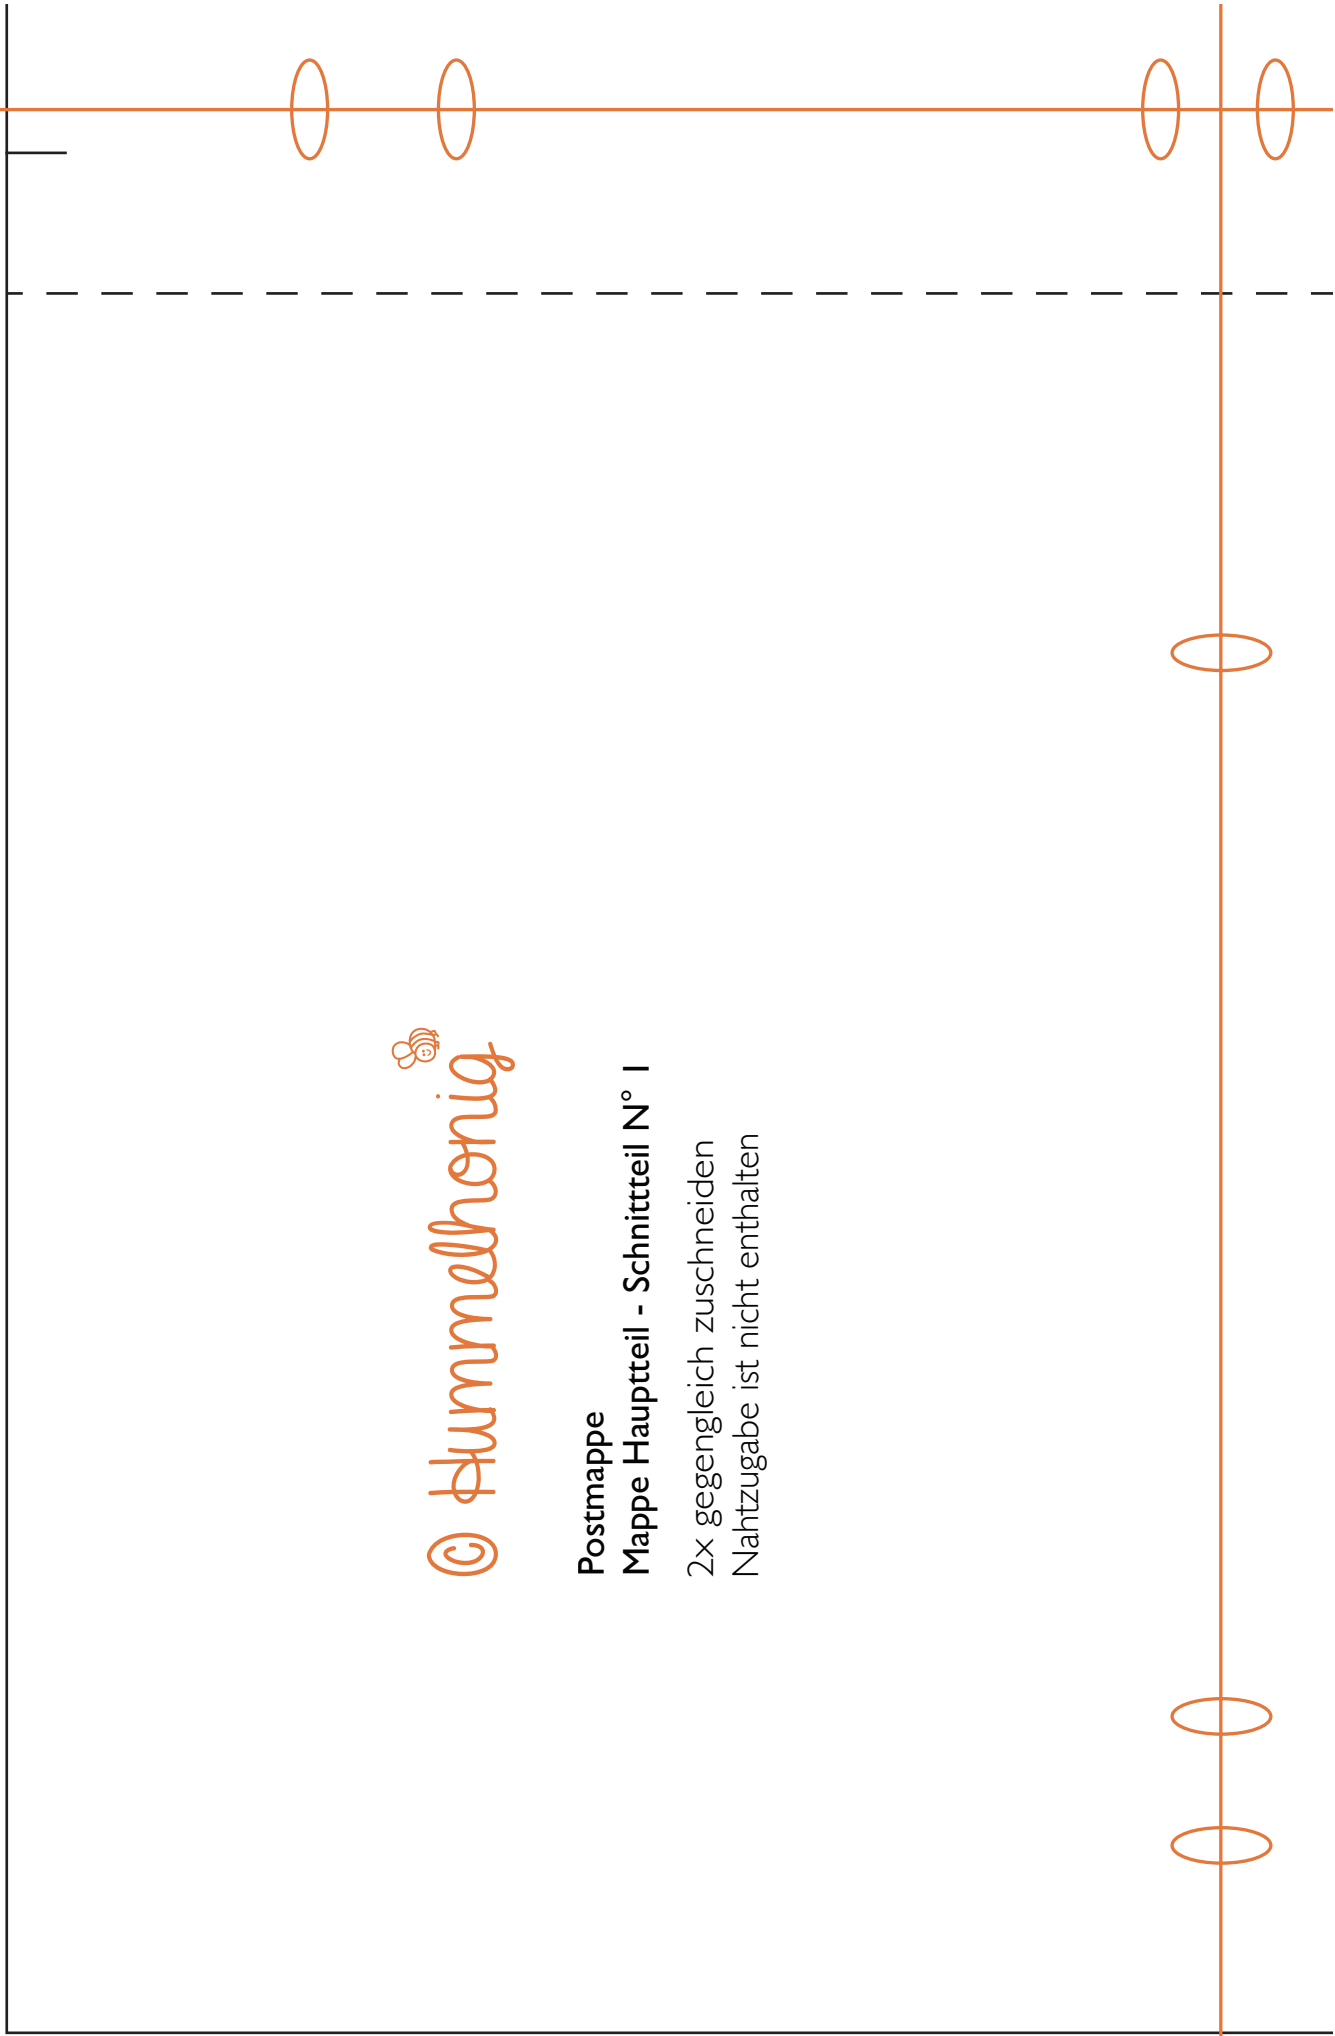 © Hummelhonig
Postmappe
Mappe Hauptteil - Schnittteil N° 1
2x gegengleich zuschneiden
Nahtzugabe ist nicht enthalten